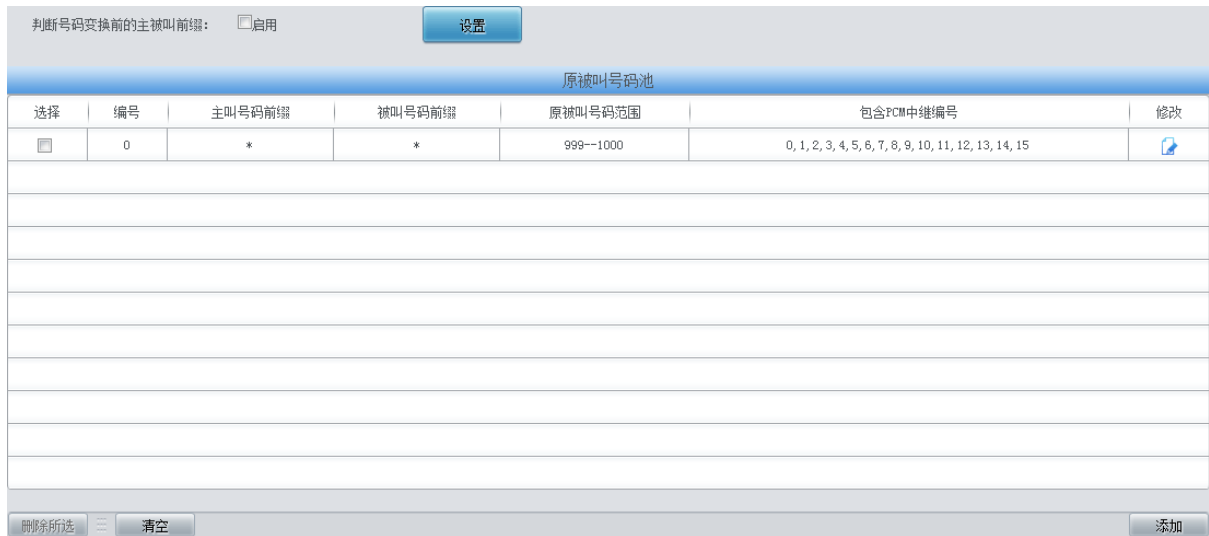 判断号码变换前的主被叫前缀： 启用 设置
原被叫号码池
选择 编号 主叫号码前缀 被叫号码前缀 原被叫号码范围 包含PCM中继编号 修改
0 * * 999--1000 0, 1, 2, 3, 4, 5, 6, 7, 8, 9, 10, 11, 12, 13, 14, 15
删除所选 清空 添加